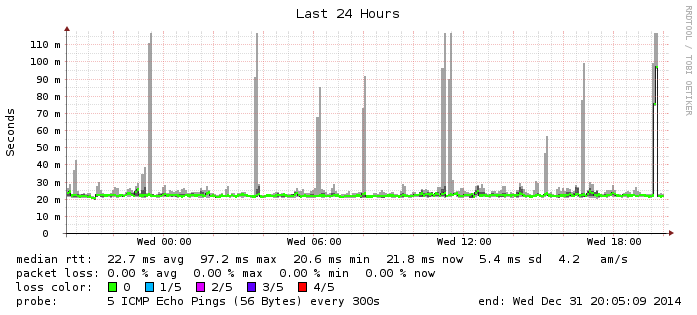 Last 24 Hours
RRDTOOL / TOBI OETIKER
Seconds
110 m
100 m
90 m
80 m
70 m
60 m
50 m
40 m
30 m
20 m
10 m
0
Wed 00:00 Wed 06:00 Wed 12:00 Wed 18:00
median rtt: 22.7 ms avg 97.2 ms max 20.6 ms min 21.8 ms now 5.4 ms sd 4.2 am/s
packet loss: 0.00 % avg 0.00 % max 0.00 % min 0.00 % now
loss color: 0 1/5 2/5 3/5 4/5
probe: 5 ICMP Echo Pings (56 Bytes) every 300s end: Wed Dec 31 20:05:09 2014